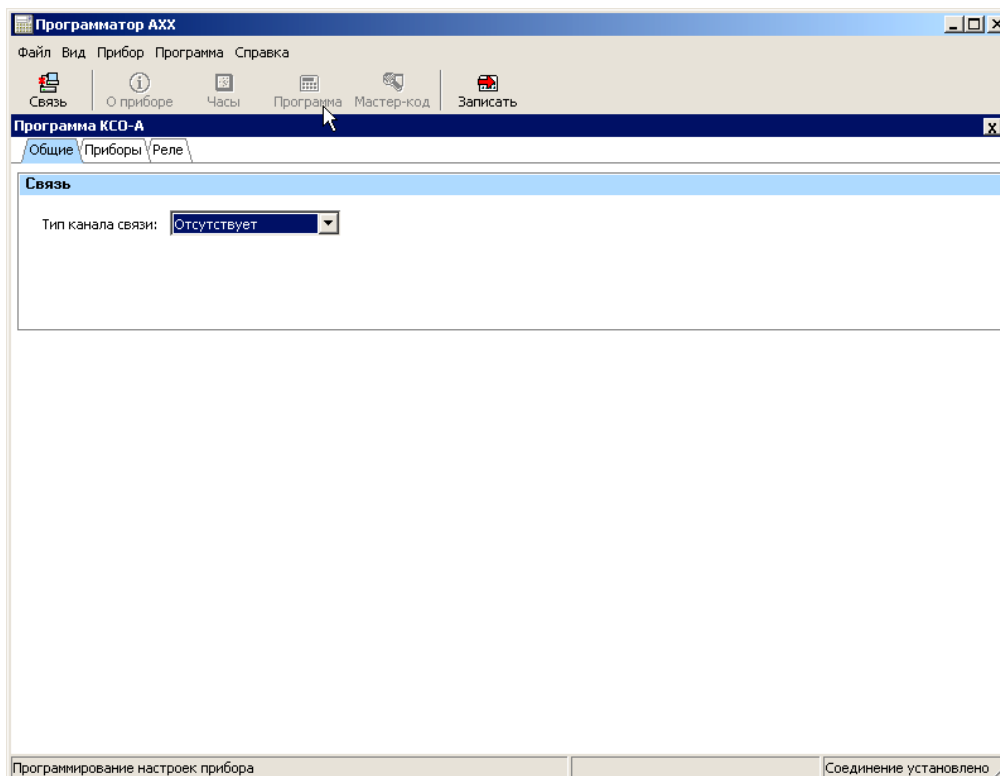 Программатор АХХ
Файл Вид Прибор Программа Справка
Связь О приборе Часы Программа Мастер-код Записать
Программа КСО-А
Общие Приборы Реле
Связь
Тип канала связи: Отсутствует
Программирование настроек прибора Соединение установлено